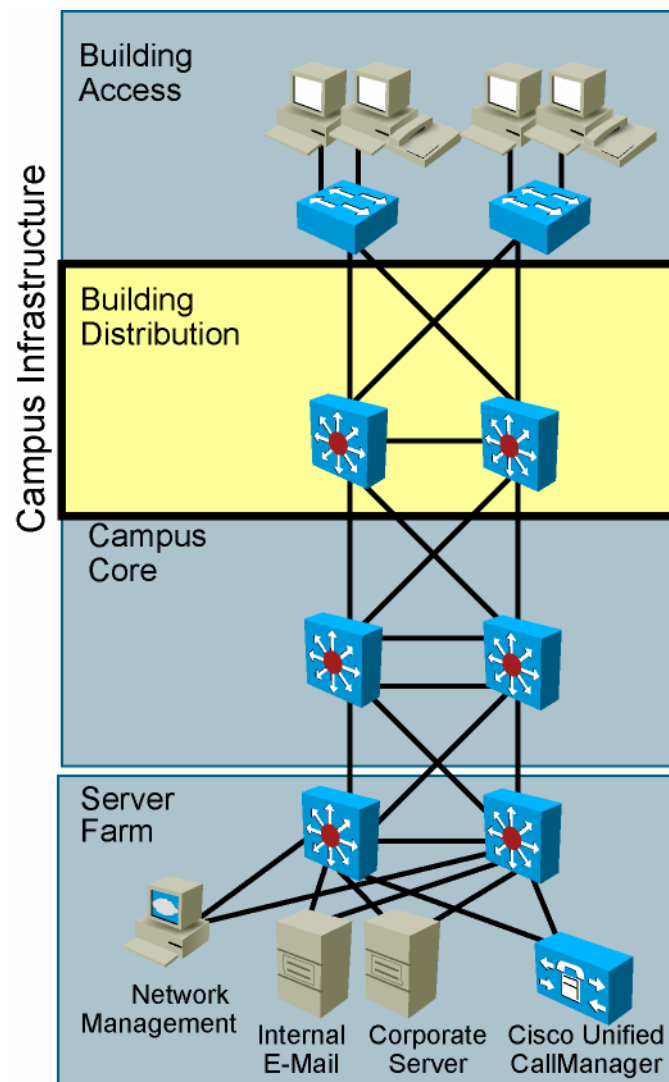 Campus Infrastructure
Building
Access
Building
Distribution
Campus
Core
Server
Farm
Network
Management
Internal
E-Mail
Corporate
Server
Cisco Unified
CallManager